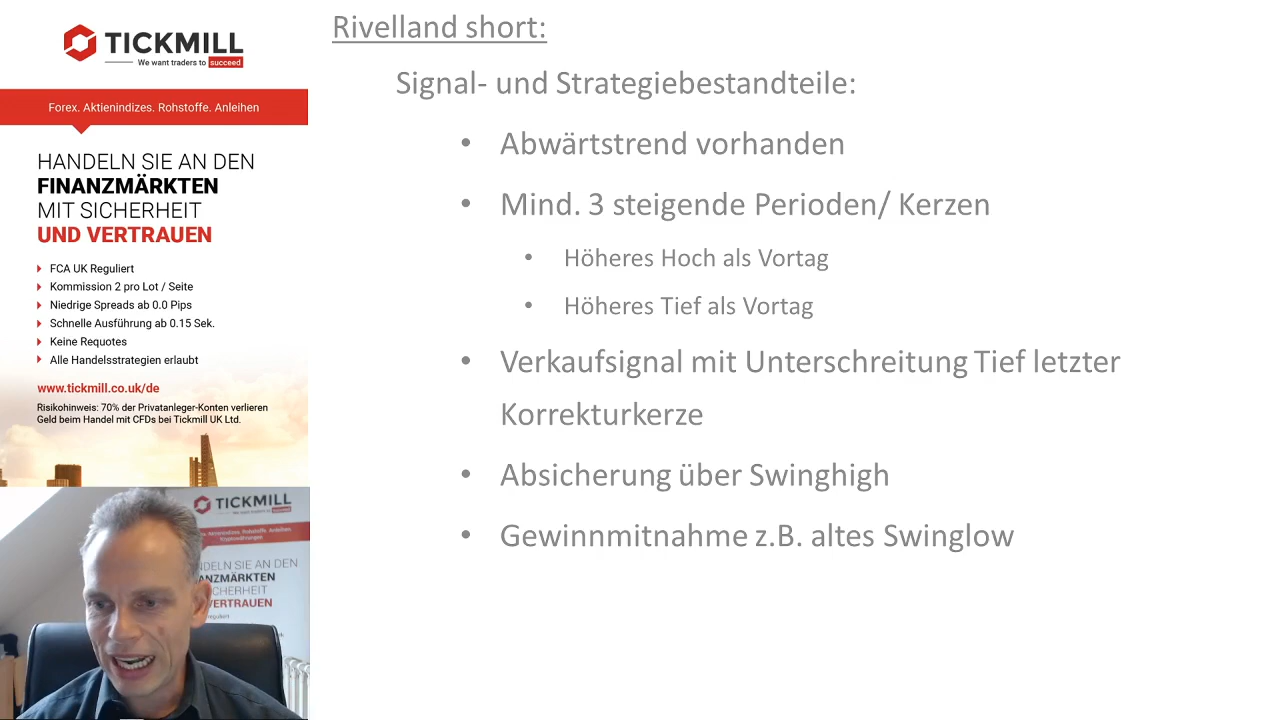 TICKMILL
We want traders to succeed
Forex. Aktienindizes. Rohstoffe. Anleihen
HANDELN SIE AN DEN
FINANZMÄRKTEN
MIT SICHERHEIT
UND VERTRAUEN
FCA UK Reguliert
Kommission 2 pro Lot / Seite
Niedrige Spreads ab 0.0 Pips
Schnelle Ausführung ab 0.15 Sek.
Keine Requotes
Alle Handelsstrategien erlaubt
www.tickmill.co.uk/de
Risikohinweis: 70% der Privatanleger-Konten verlieren
Geld beim Handel mit CFDs bei Tickmill UK Ltd.
TICKMILL
NDELN SIE AN DEN
ANZMÄRKTEN
CHERHEIT
VERTRAUEN
Rivelland short:
Signal- und Strategiebestandteile:
• Abwärtstrend vorhanden
• Mind. 3 steigende Perioden/ Kerzen
• Höheres Hoch als Vortag
• Höheres Tief als Vortag
• Verkaufsignal mit Unterschreitung Tief letzter
Korrekturkerze
• Absicherung über Swinghigh
• Gewinnmitnahme z.B. altes Swinglow